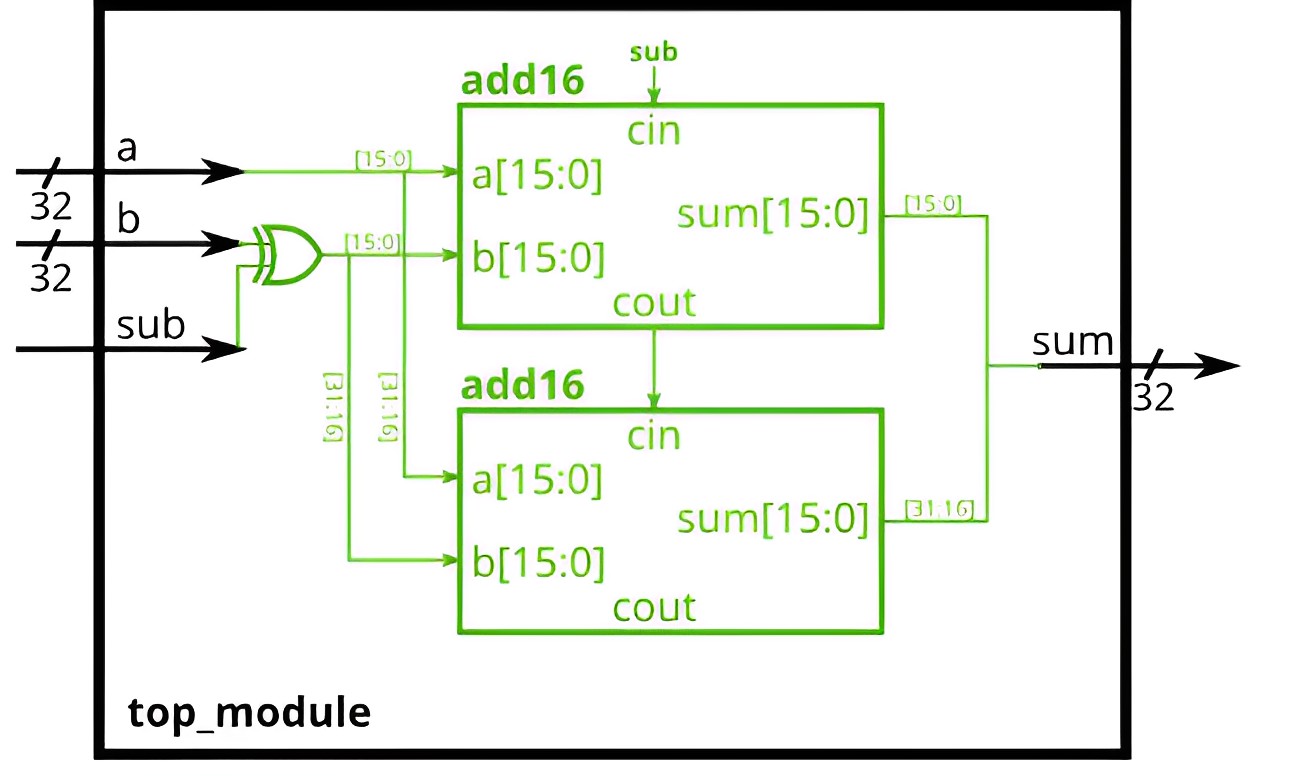 sub
add16
cin
a
[15:0]
a[15:0]
32
sum[15:0]
[15:0]
b
[15:0]
b[15:0]
32
cout
sub
sum
32
add16
[31:16]
[31:16]
cin
a[15:0]
sum[15:0]
[31:16]
b[15:0]
cout
top_module